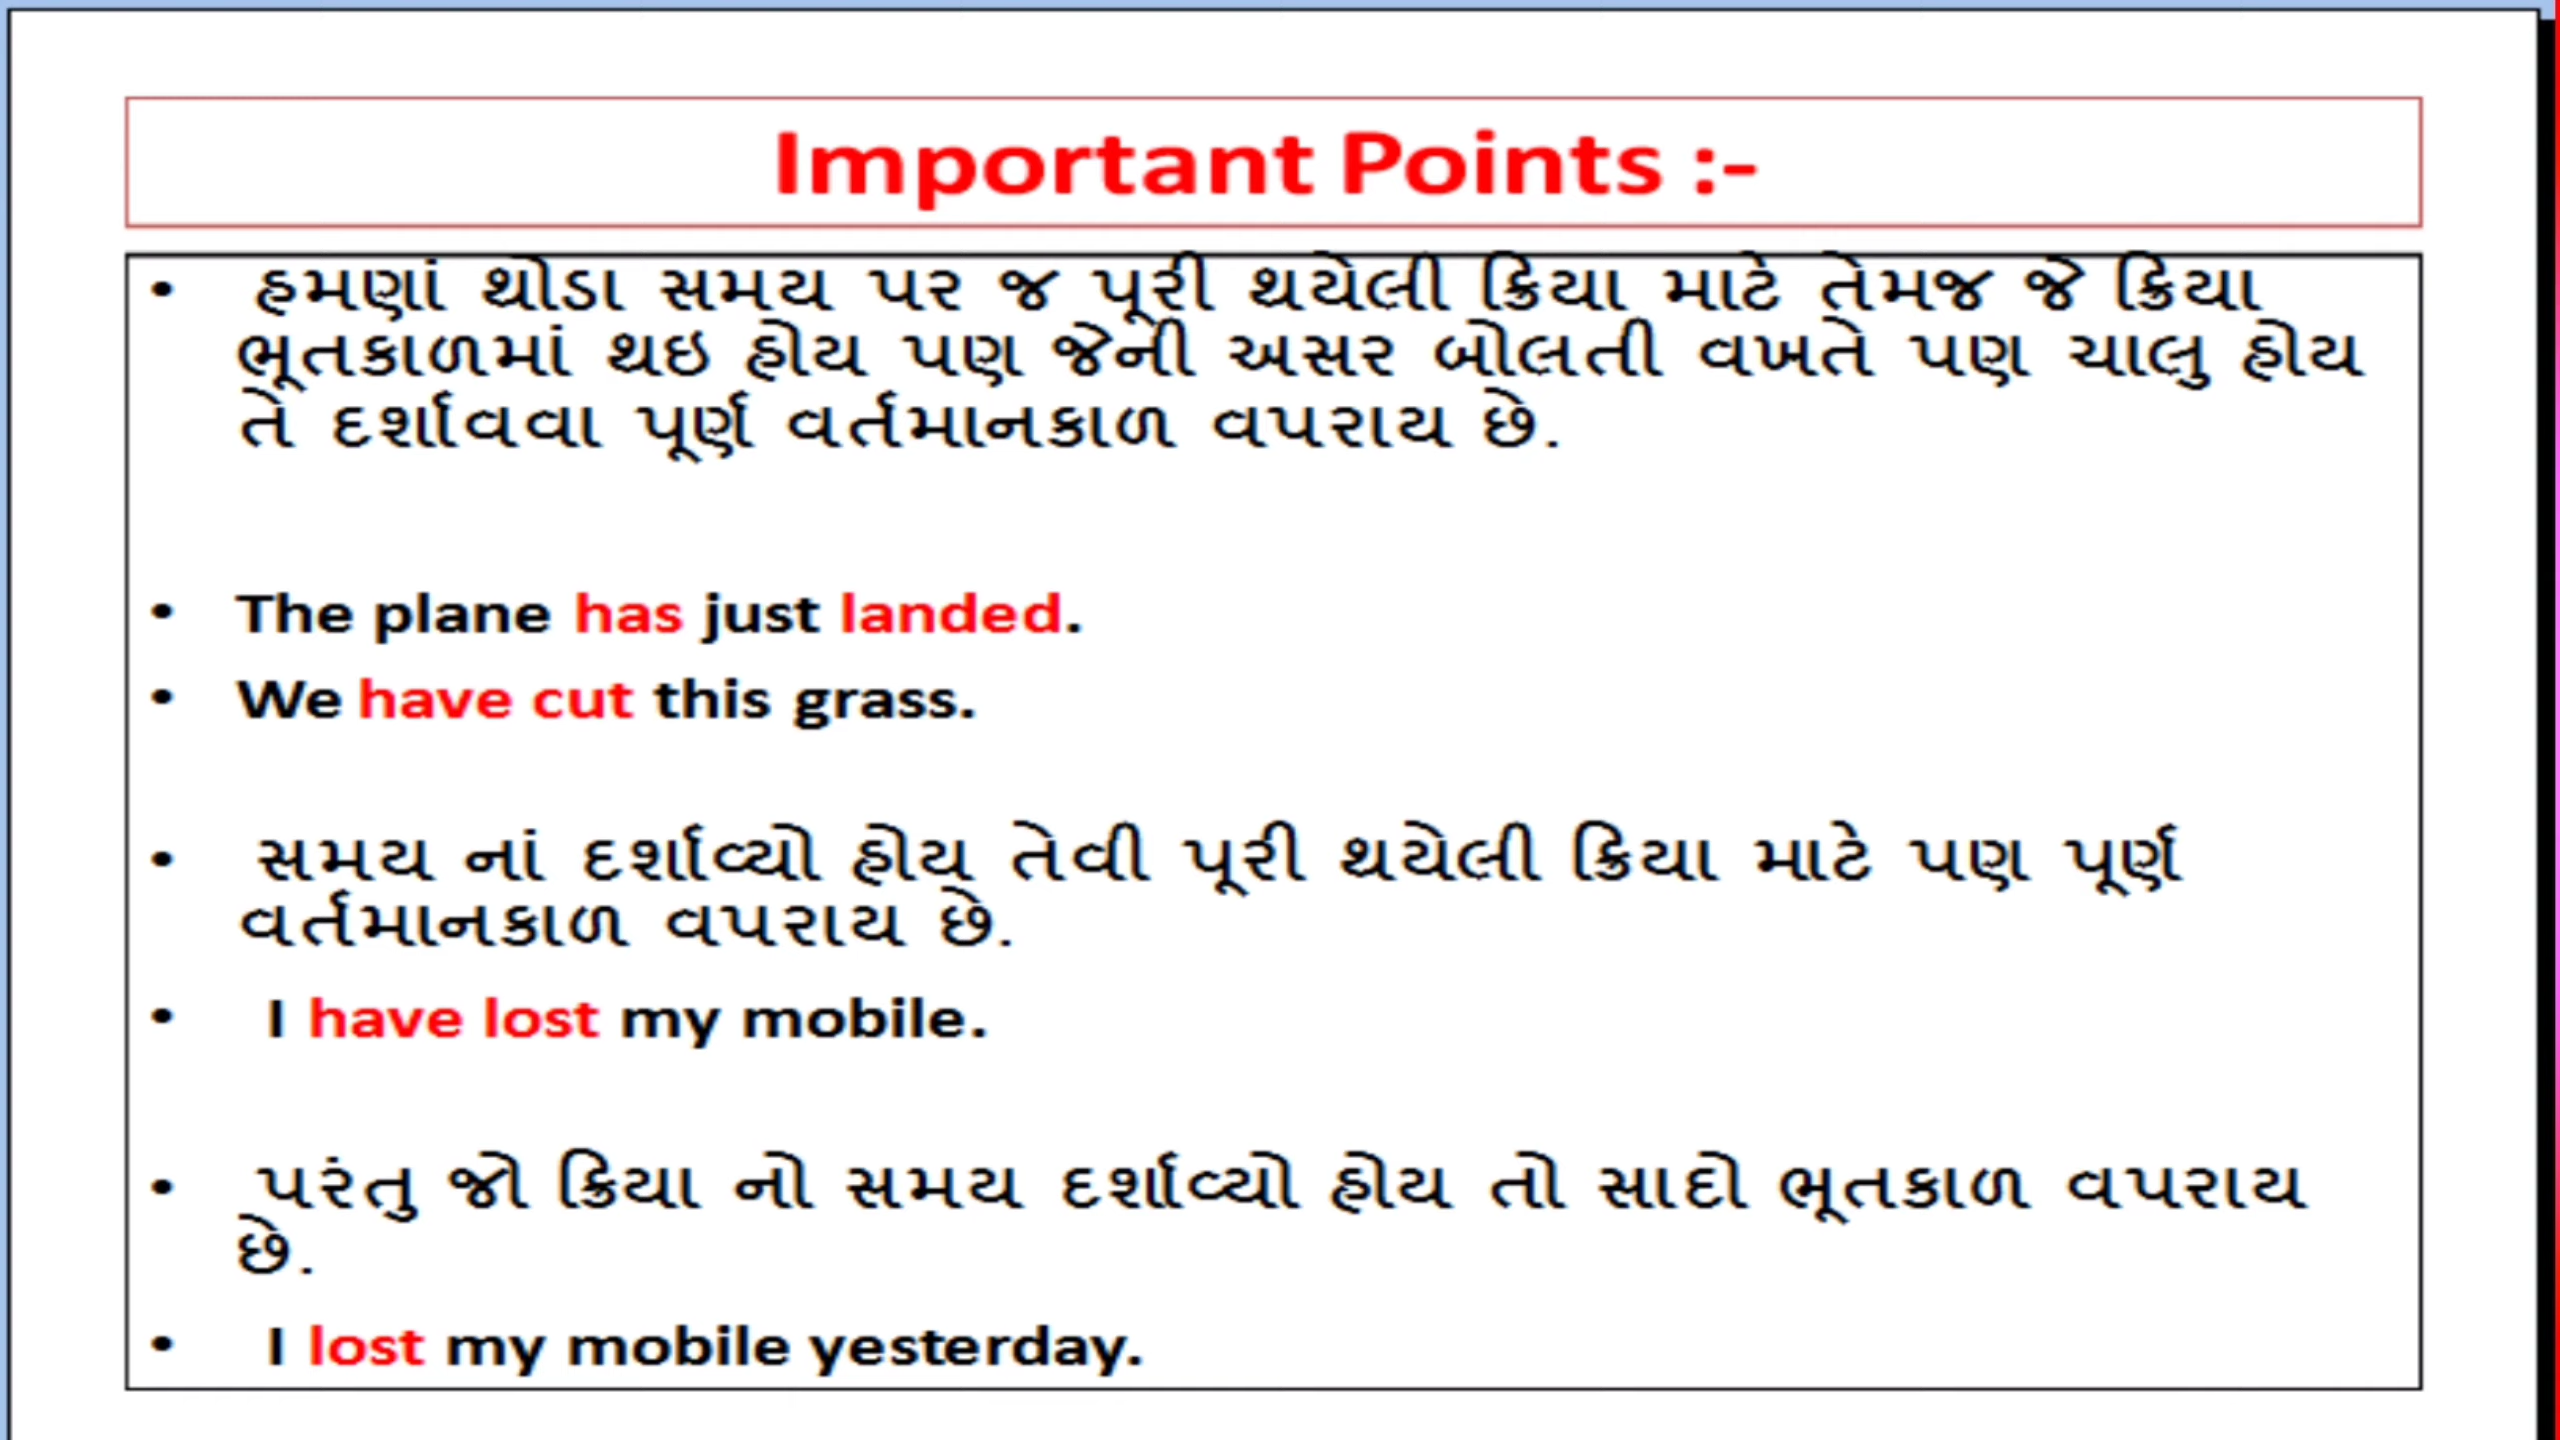 Important Points :-
• હમણાં થોડા સમય પર જ પૂરી થયેલી ક્રિયા માટે તેમજ જે ક્રિયા
ભૂતકાળમાં થઇ હોય પણ જેની અસર બોલતી વખતે પણ ચાલુ હોય
તે દર્શાવવા પૂર્ણ વર્તમાનકાળ વપરાય છે.
• The plane has just landed.
• We have cut this grass.
• સમય નાં દર્શાવ્યો હોય તેવી પૂરી થયેલી ક્રિયા માટે પણ પૂર્ણ
વર્તમાનકાળ વપરાય છે.
• I have lost my mobile.
• પરંતુ જો ક્રિયા નો સમય દર્શાવ્યો હોય તો સાદો ભૂતકાળ વપરાય
છે.
• I lost my mobile yesterday.